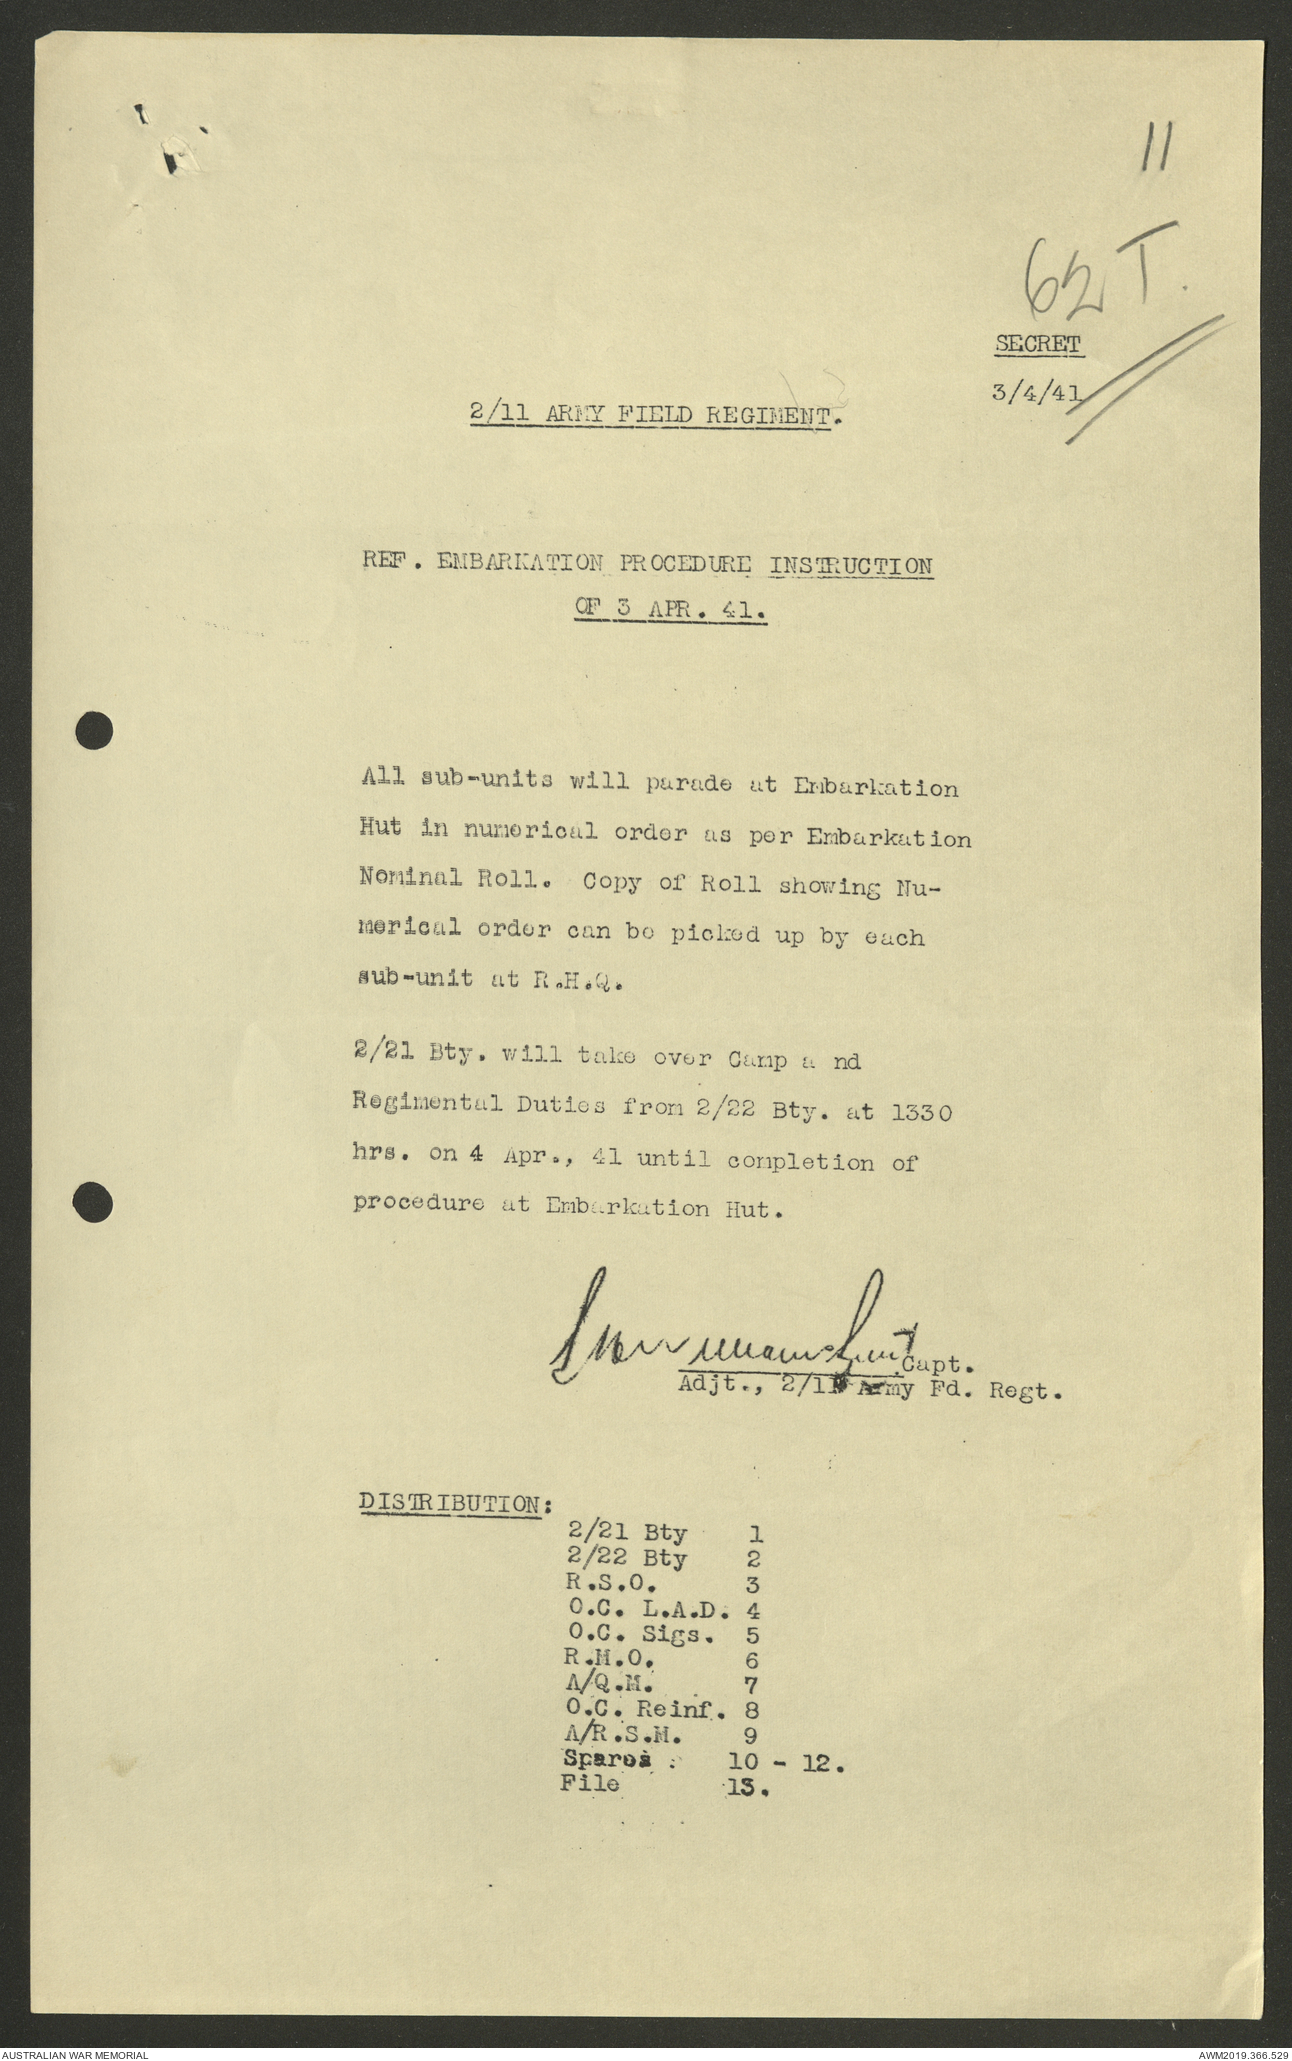 11
62 T.
SECRET
3/4/41
2/11 ARMY FIELD REGIMENT.
REF. EMBARKATION PROCEDURE INSTRUCTION
OF 3 APR. 41.
All sub-units will parade at Embarkation
Hut in numerical order as per Embarkation
Nominal Roll. Copy of Roll showing Nu-
merical order can be picked up by each
sub-unit at R.H.Q.
2/21 Bty. will take over Camp a nd
Regimental Duties from 2/22 Bty. at 1330
hrs. on 4 Apr., 41 until completion of
procedure at Embarkation Hut.
Capt.
Adjt., 2/11 Army Fd. Regt.
DISTRIBUTION:
2/21 Bty 1
2/22 Bty 2
R.S.O. 3
O.C. L.A.D. 4
O.C. Sigs. 5
R.M.O. 6
A/Q.M. 7
O.C. Reinf. 8
A/R.S.M. 9
Spares 10 - 12.
File 13.
AUSTRALIAN WAR MEMORIAL
AWM2019.366.529